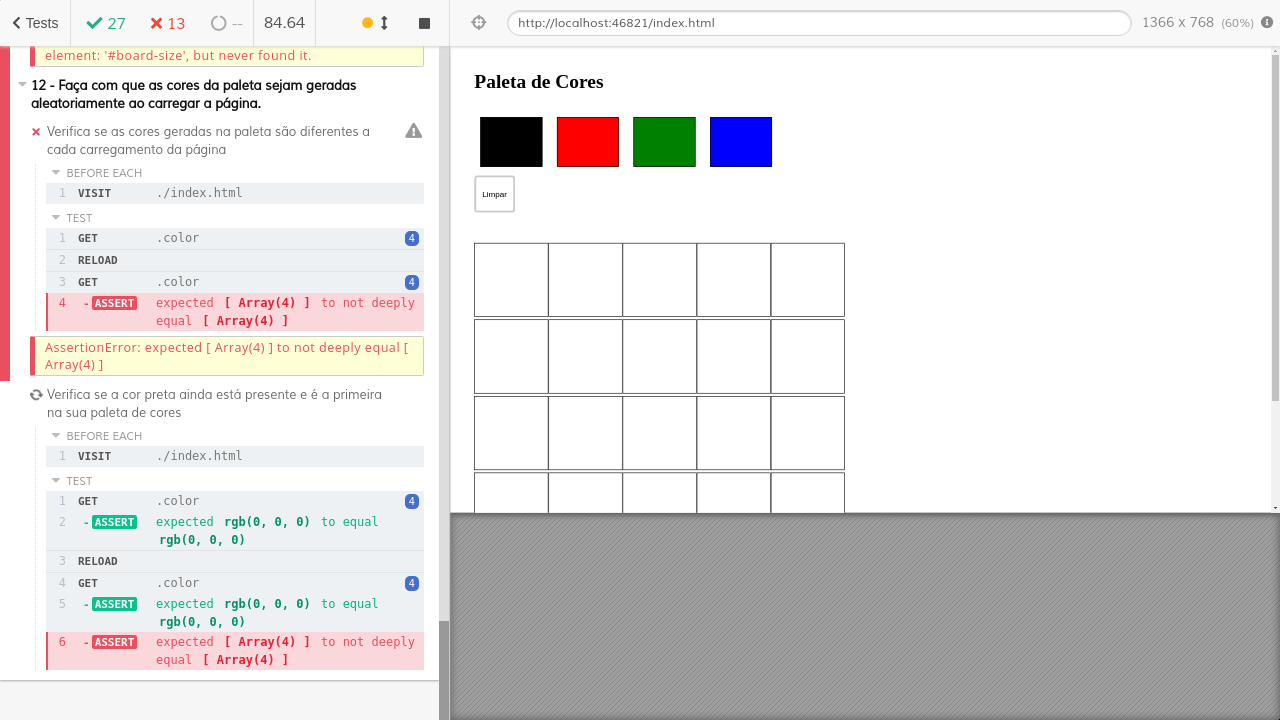 Tests
27
13
--
84.64
http://localhost:46821/index.html
1366 x 768 (60%)
element: '#board-size', but never found it.
12 - Faça com que as cores da paleta sejam geradas
aleatoriamente ao carregar a página.
Verifica se as cores geradas na paleta são diferentes a
cada carregamento da página
BEFORE EACH
1 VISIT ./index.html
TEST
1 GET .color 4
2 RELOAD
3 GET .color 4
4 -ASSERT expected [ Array(4) ] to not deeply
equal [ Array(4) ]
AssertionError: expected [ Array(4) ] to not deeply equal [
Array(4) ]
Verifica se a cor preta ainda está presente e é a primeira
na sua paleta de cores
BEFORE EACH
1 VISIT ./index.html
TEST
1 GET .color 4
2 -ASSERT expected rgb(0, 0, 0) to equal
rgb(0, 0, 0)
3 RELOAD
4 GET .color 4
5 -ASSERT expected rgb(0, 0, 0) to equal
rgb(0, 0, 0)
6 -ASSERT expected [ Array(4) ] to not deeply
equal [ Array(4) ]
Paleta de Cores
Limpar